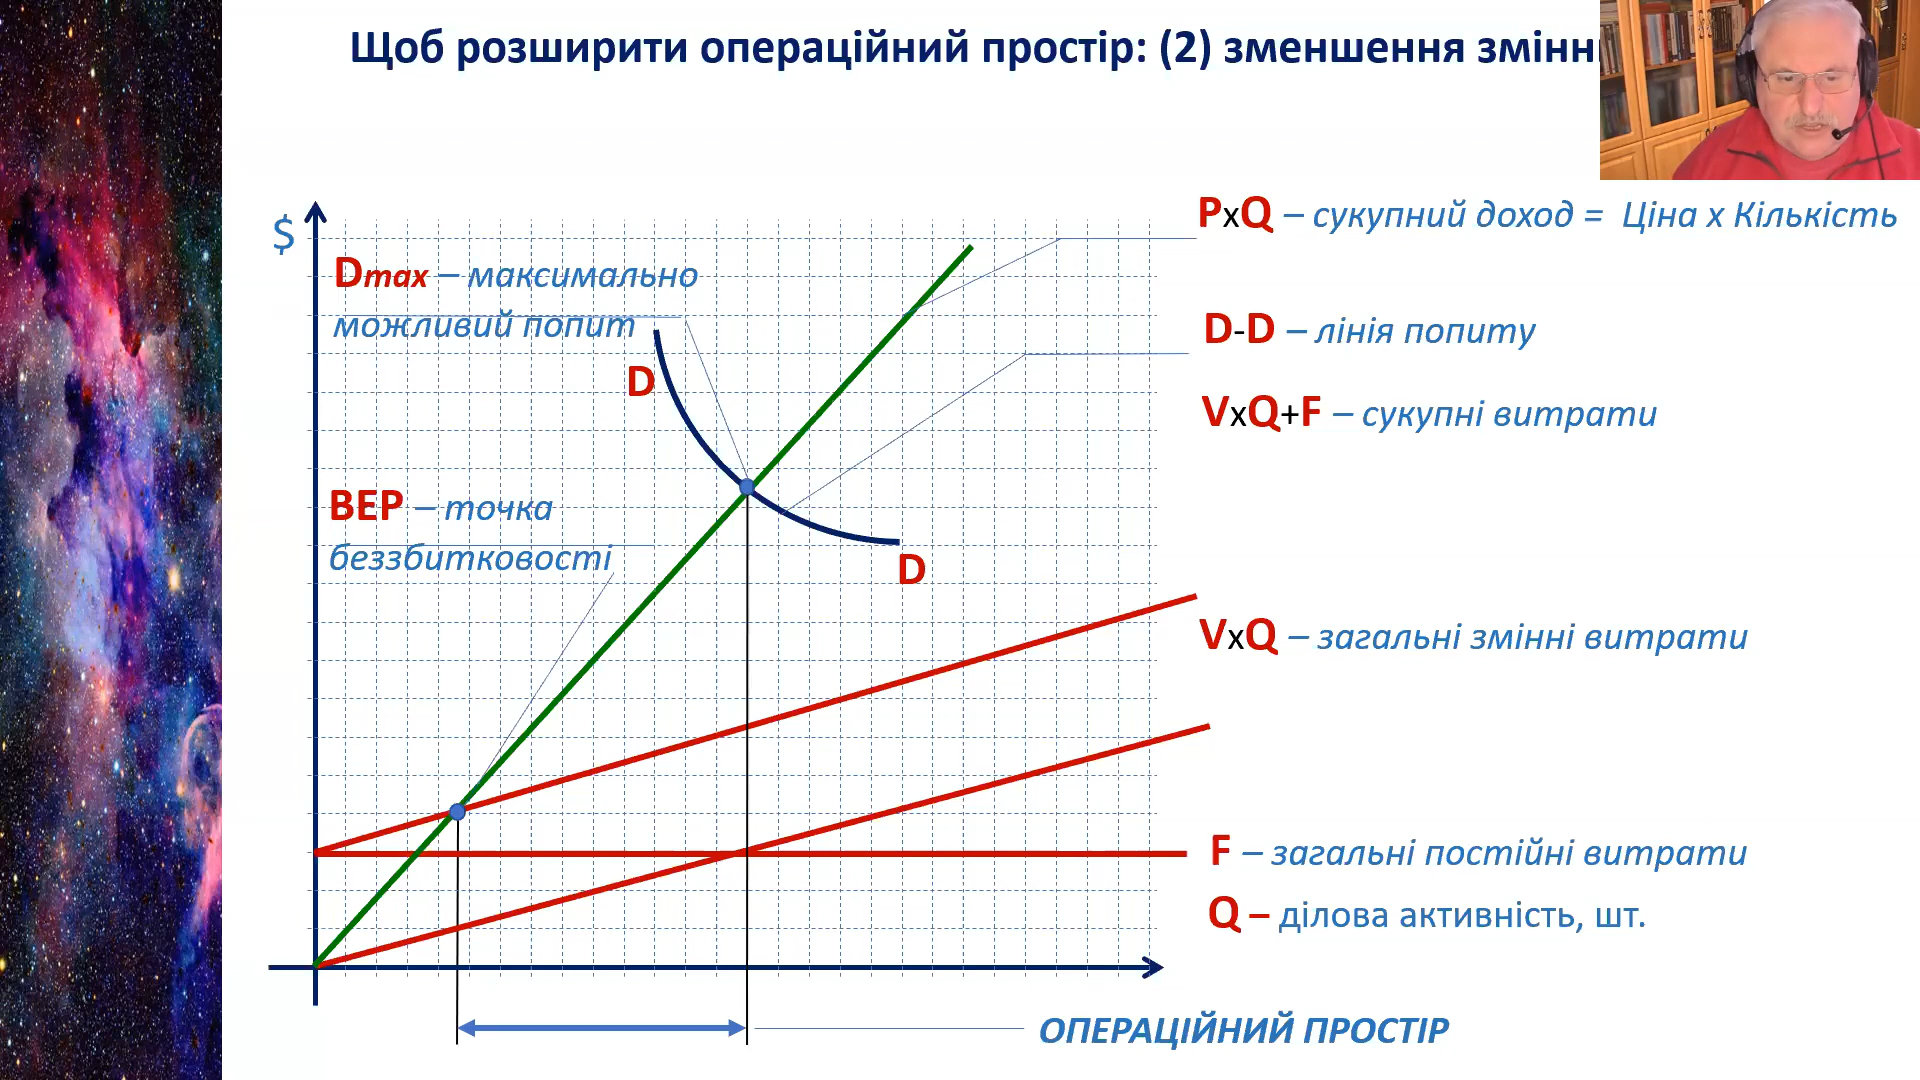 Щоб розширити операційний простір: (2) зменшення
$
PxQ – сукупний доход = Ціна х Кількість
Dmax – максимально
можливий попит
D-D – лінія попиту
D
VxQ+F – сукупні витрати
BEP – точка
беззбитковості
D
VxQ – загальні змінні витрати
F – загальні постійні витрати
Q – ділова активність, шт.
ОПЕРАЦІЙНИЙ ПРОСТІР